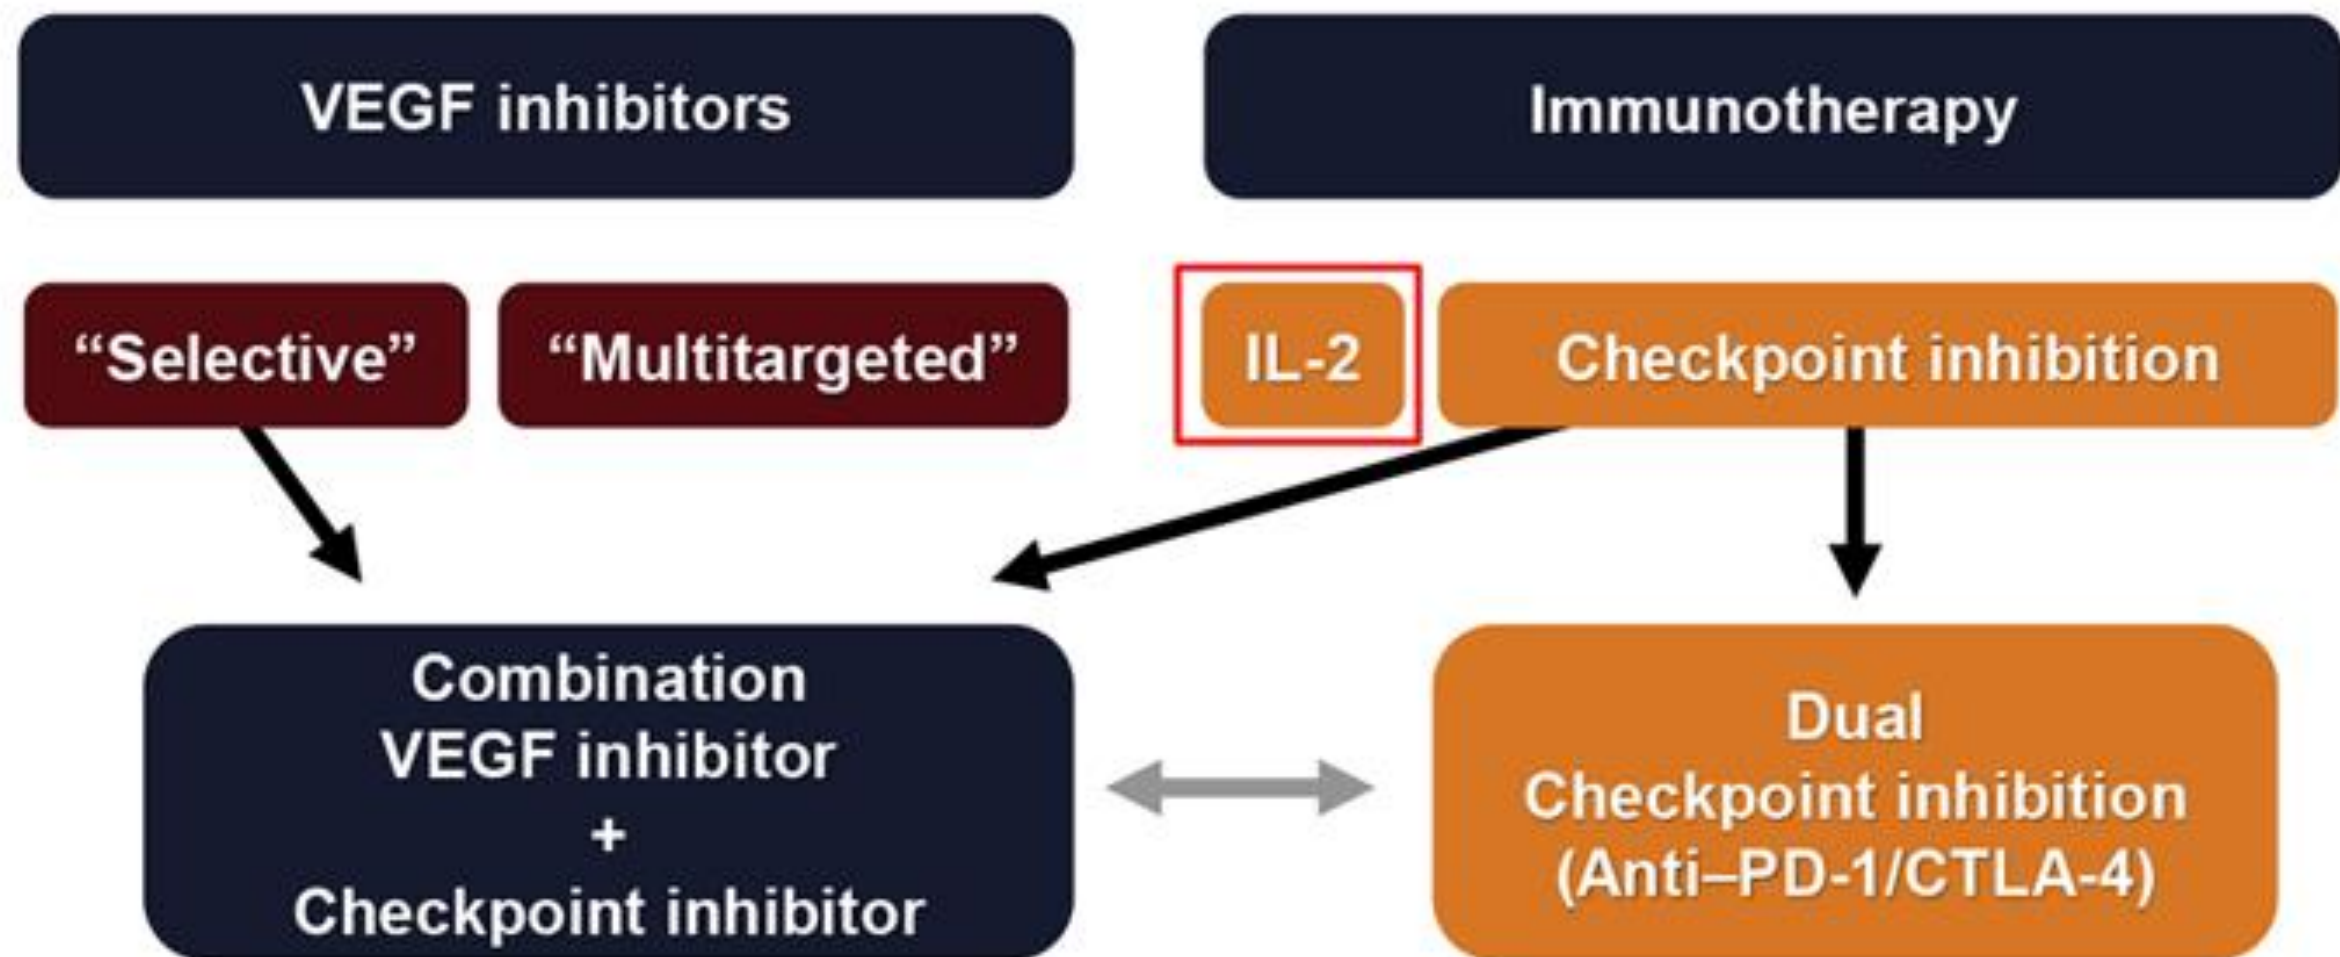 VEGF inhibitors
Immunotherapy
“Selective”
“Multitargeted”
IL-2
Checkpoint inhibition
Combination
VEGF inhibitor
+
Checkpoint inhibitor
Dual
Checkpoint inhibition
(Anti–PD-1/CTLA-4)